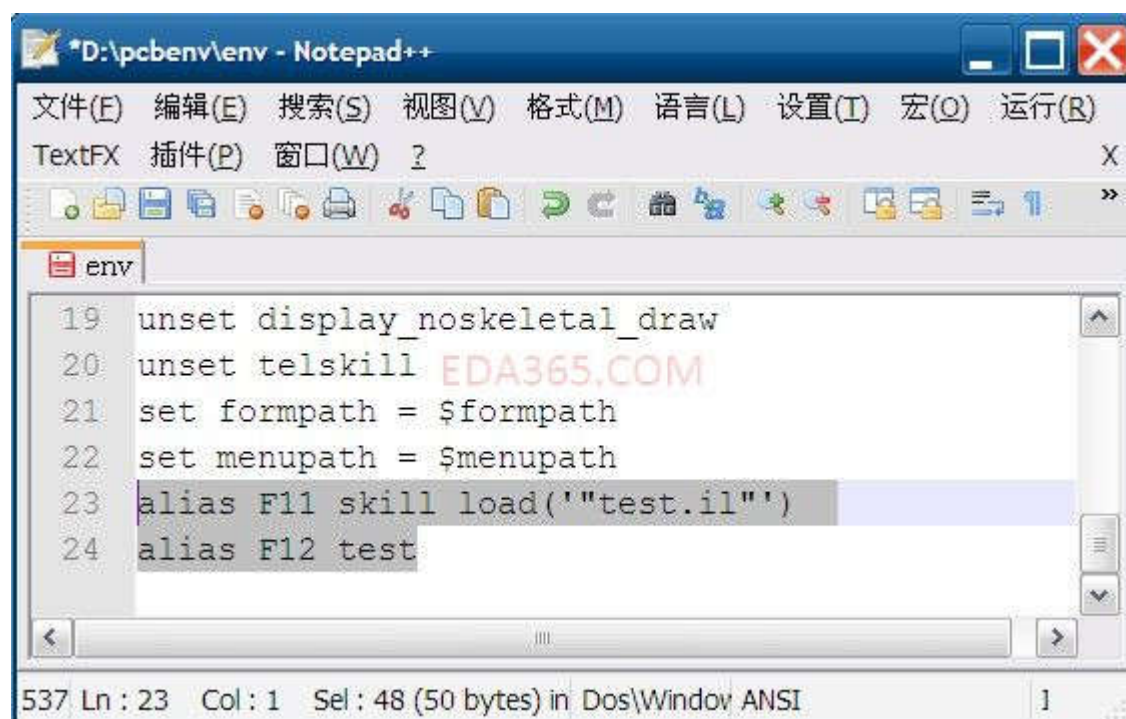 *D:\pcbenv\env - Notepad++
文件(F) 编辑(E) 搜索(S) 视图(V) 格式(M) 语言(L) 设置(T) 宏(O) 运行(R)
TextFX 插件(P) 窗口(W) ? X
»
env
19 unset display_noskeletal_draw
20 unset telskill
EDA365.COM
21 set formpath = $formpath
22 set menupath = $menupath
23 alias F11 skill load('"test.il"')
24 alias F12 test
537 Ln : 23 Col : 1 Sel : 48 (50 bytes) in Dos\Window ANSI